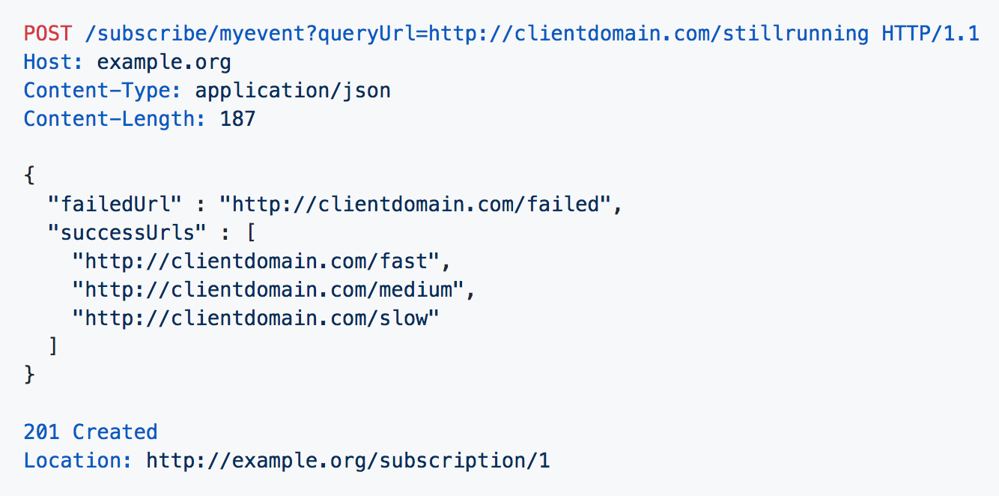 POST /subscribe/myevent?queryUrl=http://clientdomain.com/stillrunning HTTP/1.1
Host: example.org
Content-Type: application/json
Content-Length: 187

{
  "failedUrl" : "http://clientdomain.com/failed",
  "successUrls" : [
    "http://clientdomain.com/fast",
    "http://clientdomain.com/medium",
    "http://clientdomain.com/slow"
  ]
}

201 Created
Location: http://example.org/subscription/1